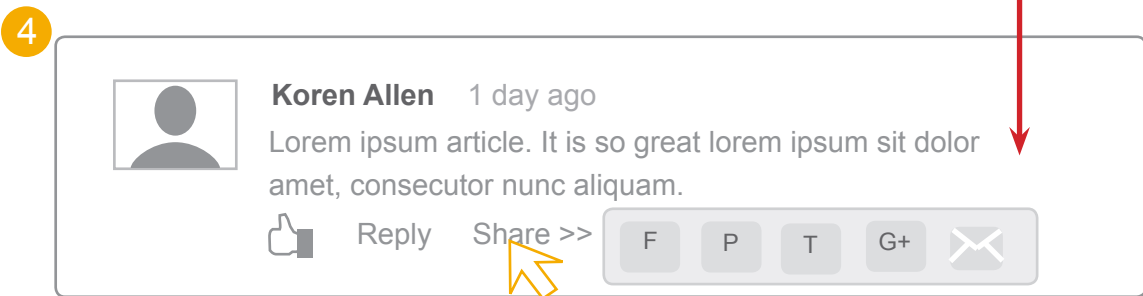 4
Koren Allen 1 day ago
Lorem ipsum article. It is so great lorem ipsum sit dolor
amet, consecutor nunc aliquam.
Reply Share >> F P T G+